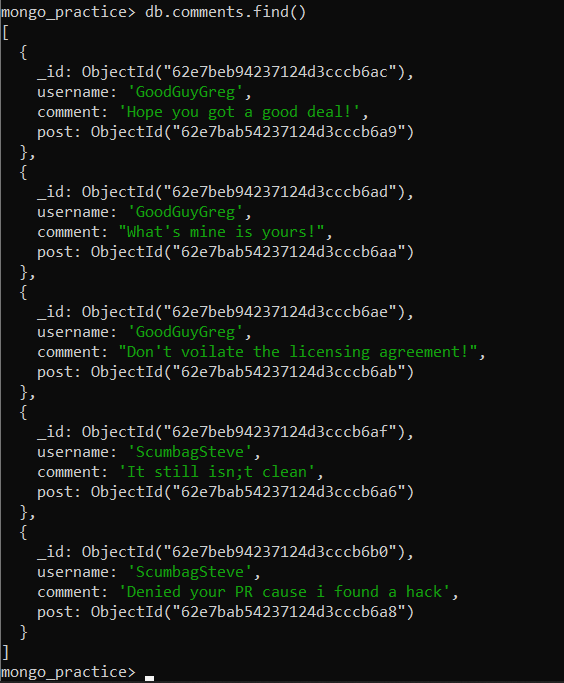 mongo_practice> db.comments.find()
[
  {
    _id: ObjectId("62e7beb94237124d3cccb6ac"),
    username: 'GoodGuyGreg',
    comment: 'Hope you got a good deal!',
    post: ObjectId("62e7bab54237124d3cccb6a9")
  },
  {
    _id: ObjectId("62e7beb94237124d3cccb6ad"),
    username: 'GoodGuyGreg',
    comment: "What's mine is yours!",
    post: ObjectId("62e7bab54237124d3cccb6aa")
  },
  {
    _id: ObjectId("62e7beb94237124d3cccb6ae"),
    username: 'GoodGuyGreg',
    comment: "Don't voilate the licensing agreement!",
    post: ObjectId("62e7bab54237124d3cccb6ab")
  },
  {
    _id: ObjectId("62e7beb94237124d3cccb6af"),
    username: 'ScumbagSteve',
    comment: 'It still isn;t clean',
    post: ObjectId("62e7bab54237124d3cccb6a6")
  },
  {
    _id: ObjectId("62e7beb94237124d3cccb6b0"),
    username: 'ScumbagSteve',
    comment: 'Denied your PR cause i found a hack',
    post: ObjectId("62e7bab54237124d3cccb6a8")
  }
]
mongo_practice>